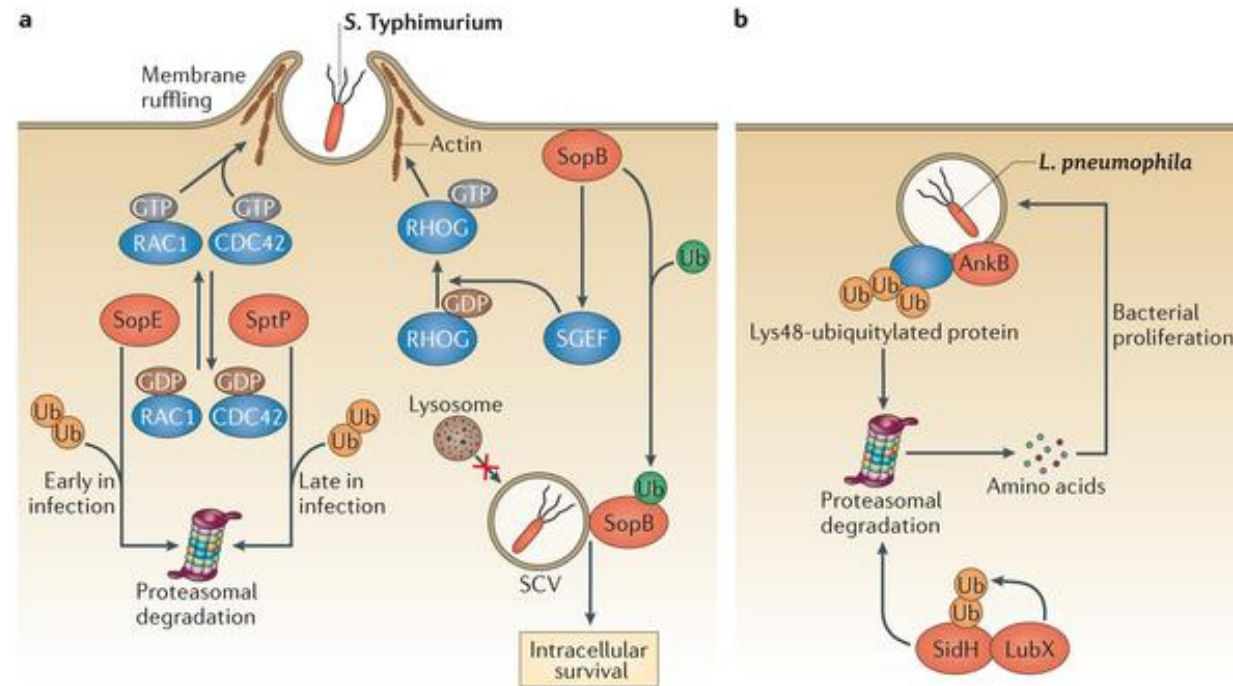 a
S. Typhimurium
Membrane
ruffling
Actin
GTP
GTP
RAC1
CDC42
GTP
RHOG
SopB
Ub
SopE
SptP
GDP
RHOG
SGEF
GDP
GDP
RAC1
CDC42
Ub
Ub
Ub
Ub
Early in
infection
Late in
infection
Proteasomal
degradation
Lysosome
Ub
SopB
SCV
Intracellular
survival
b
L. pneumophila
AnkB
Ub
Ub
Ub
Lys48-ubiquitylated protein
Bacterial
proliferation
Proteasomal
degradation
Amino acids
Ub
Ub
SidH
LubX